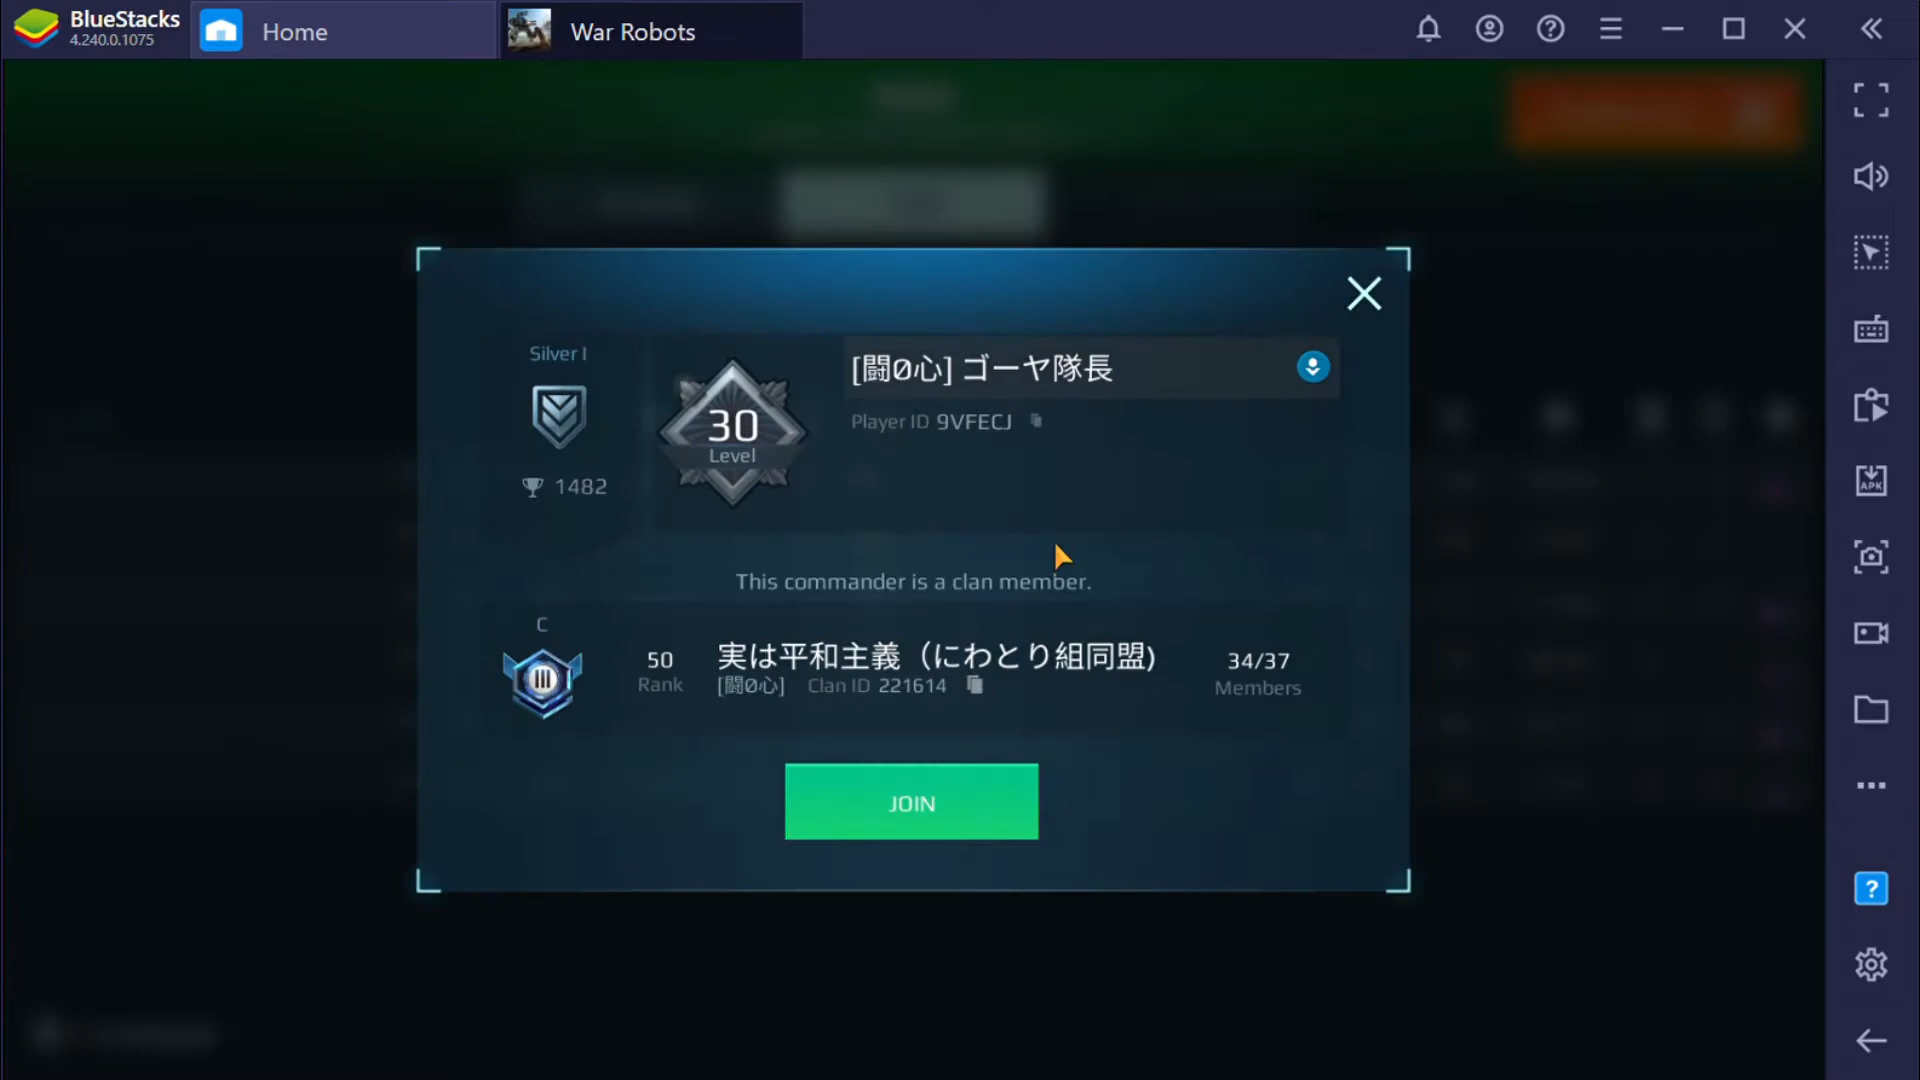 BlueStacks
4.240.0.1075
Home
War Robots
Silver I
30
Level
1482
[闘0心] ゴーヤ隊長
Player ID 9VFECJ
This commander is a clan member.
C
III
50
Rank
実は平和主義（にわとり組同盟)
[闘0心] Clan ID 221614
34/37
Members
JOIN
APK